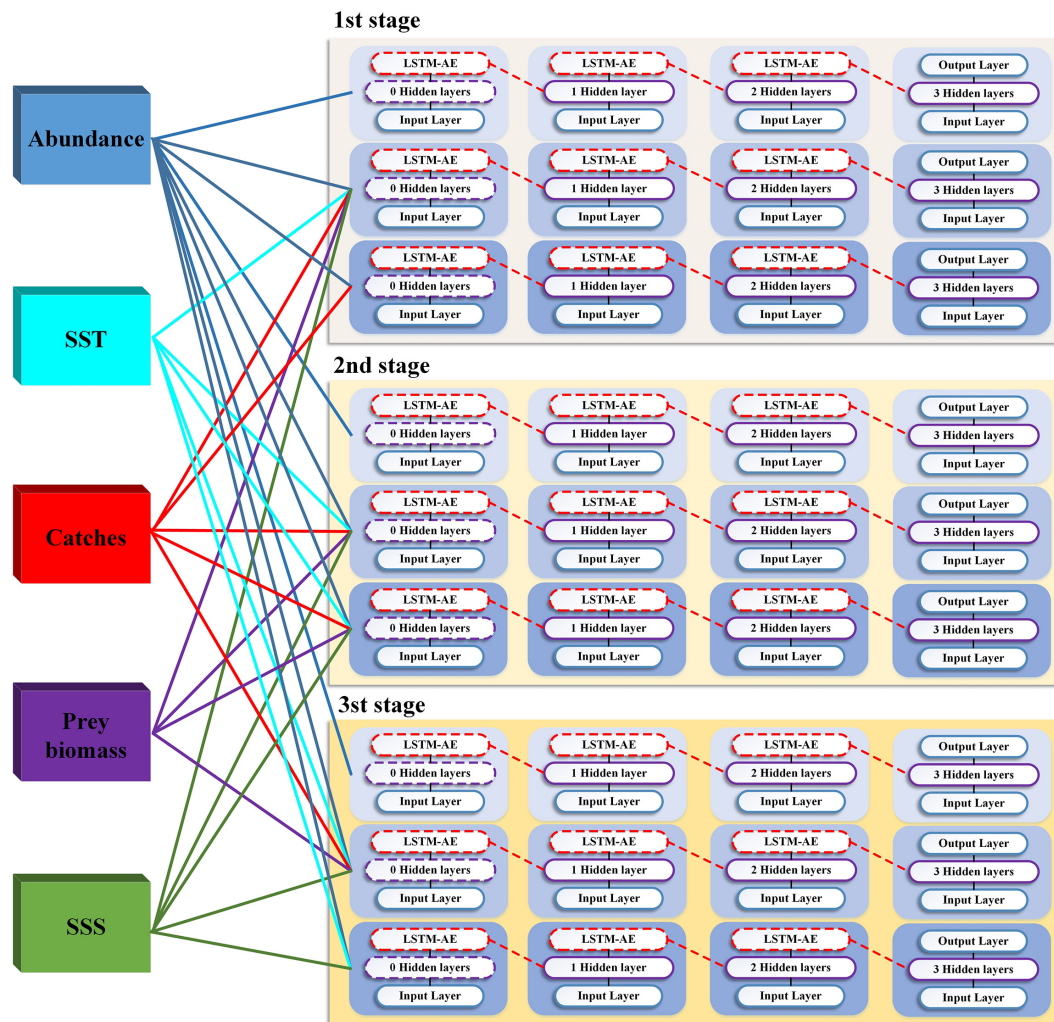 1st stage
Abundance
SST
Catches
Prey
biomass
SSS
LSTM-AE LSTM-AE LSTM-AE Output Layer
0 Hidden layers 1 Hidden layer 2 Hidden layers 3 Hidden layers
Input Layer Input Layer Input Layer Input Layer
LSTM-AE LSTM-AE LSTM-AE Output Layer
0 Hidden layers 1 Hidden layer 2 Hidden layers 3 Hidden layers
Input Layer Input Layer Input Layer Input Layer
LSTM-AE LSTM-AE LSTM-AE Output Layer
0 Hidden layers 1 Hidden layer 2 Hidden layers 3 Hidden layers
Input Layer Input Layer Input Layer Input Layer
2nd stage
LSTM-AE LSTM-AE LSTM-AE Output Layer
0 Hidden layers 1 Hidden layer 2 Hidden layers 3 Hidden layers
Input Layer Input Layer Input Layer Input Layer
LSTM-AE LSTM-AE LSTM-AE Output Layer
0 Hidden layers 1 Hidden layer 2 Hidden layers 3 Hidden layers
Input Layer Input Layer Input Layer Input Layer
LSTM-AE LSTM-AE LSTM-AE Output Layer
0 Hidden layers 1 Hidden layer 2 Hidden layers 3 Hidden layers
Input Layer Input Layer Input Layer Input Layer
3st stage
LSTM-AE LSTM-AE LSTM-AE Output Layer
0 Hidden layers 1 Hidden layer 2 Hidden layers 3 Hidden layers
Input Layer Input Layer Input Layer Input Layer
LSTM-AE LSTM-AE LSTM-AE Output Layer
0 Hidden layers 1 Hidden layer 2 Hidden layers 3 Hidden layers
Input Layer Input Layer Input Layer Input Layer
LSTM-AE LSTM-AE LSTM-AE Output Layer
0 Hidden layers 1 Hidden layer 2 Hidden layers 3 Hidden layers
Input Layer Input Layer Input Layer Input Layer